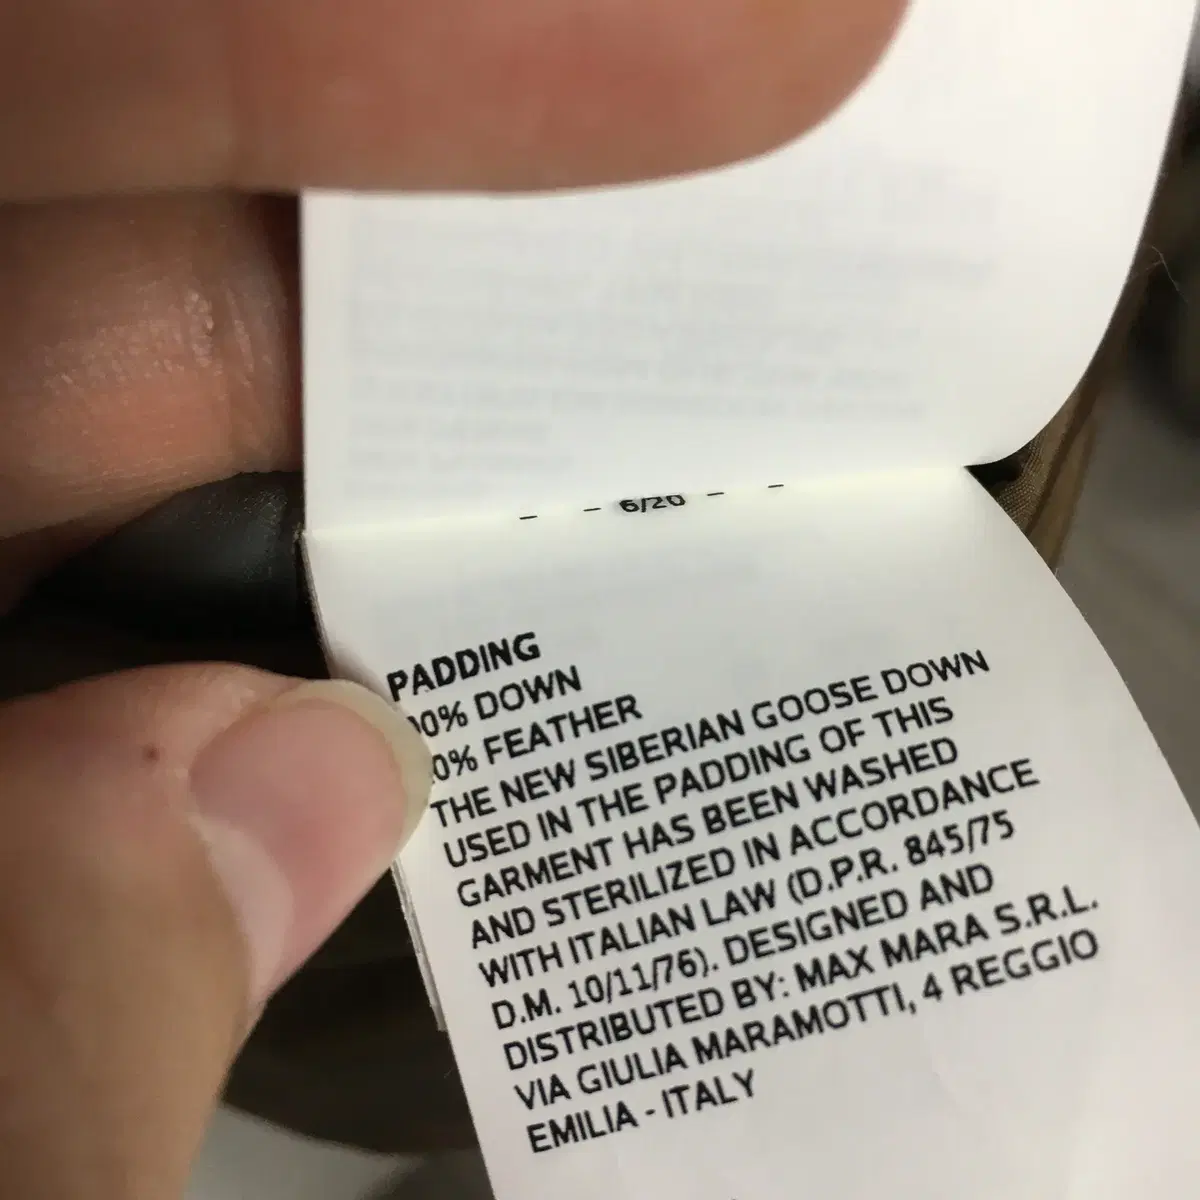 - - 6/20 - -
PADDING
0% DOWN
0% FEATHER
THE NEW SIBERIAN GOOSE DOWN
USED IN THE PADDING OF THIS
GARMENT HAS BEEN WASHED
AND STERILIZED IN ACCORDANCE
WITH ITALIAN LAW (D.P.R. 845/75
D.M. 10/11/76). DESIGNED AND
DISTRIBUTED BY: MAX MARA S.R.L.
VIA GIULIA MARAMOTTI, 4 REGGIO
EMILIA - ITALY